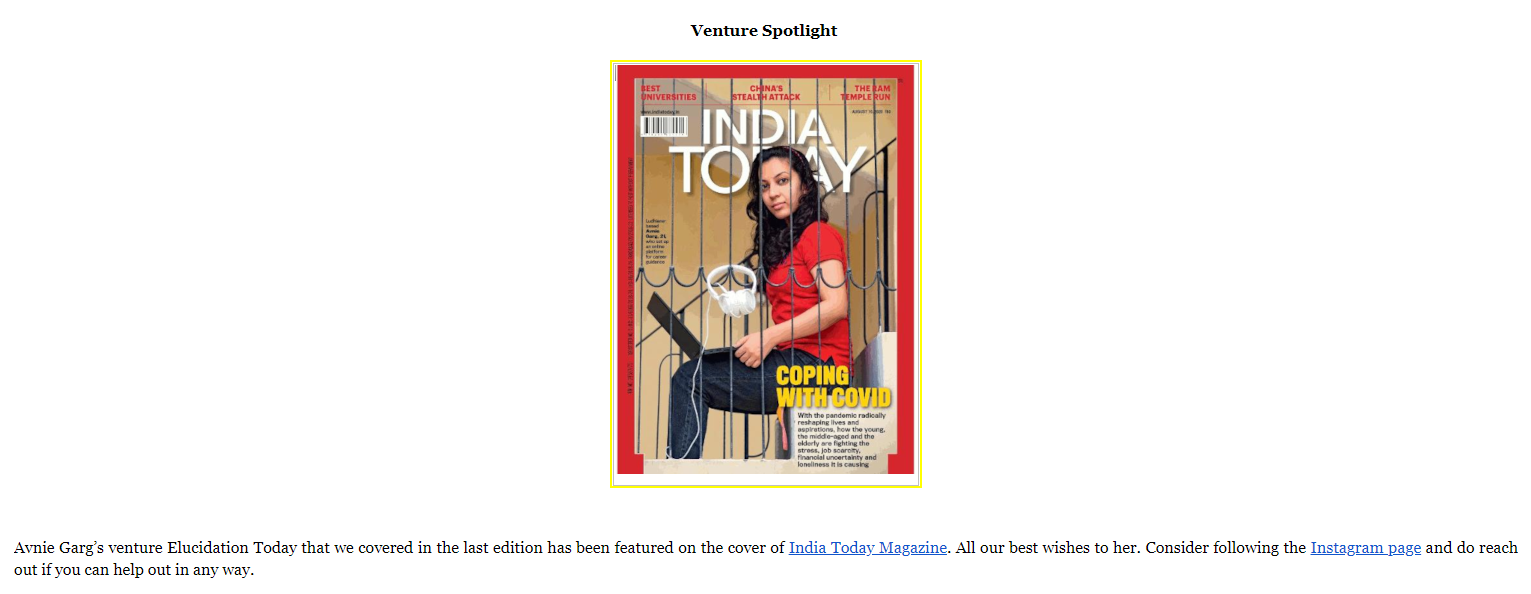 Venture Spotlight
BEST
UNIVERSITIES
CHINA'S
STEALTH ATTACK
THE RAM
TEMPLE RUN
www.indiatoday.in
INDIA
TODAY
Ludhiana-
based
Avnie
Garg, 21
who set up
an online
platform
for career
guidance
COPING
WITH COVID
With the pandemic radically
reshaping lives and
aspirations, how the young,
the middle-aged and the
elderly are fighting the
stress, job scarcity,
financial uncertainty and
loneliness it is causing
Avnie Garg’s venture Elucidation Today that we covered in the last edition has been featured on the cover of India Today Magazine. All our best wishes to her. Consider following the Instagram page and do reach
out if you can help out in any way.